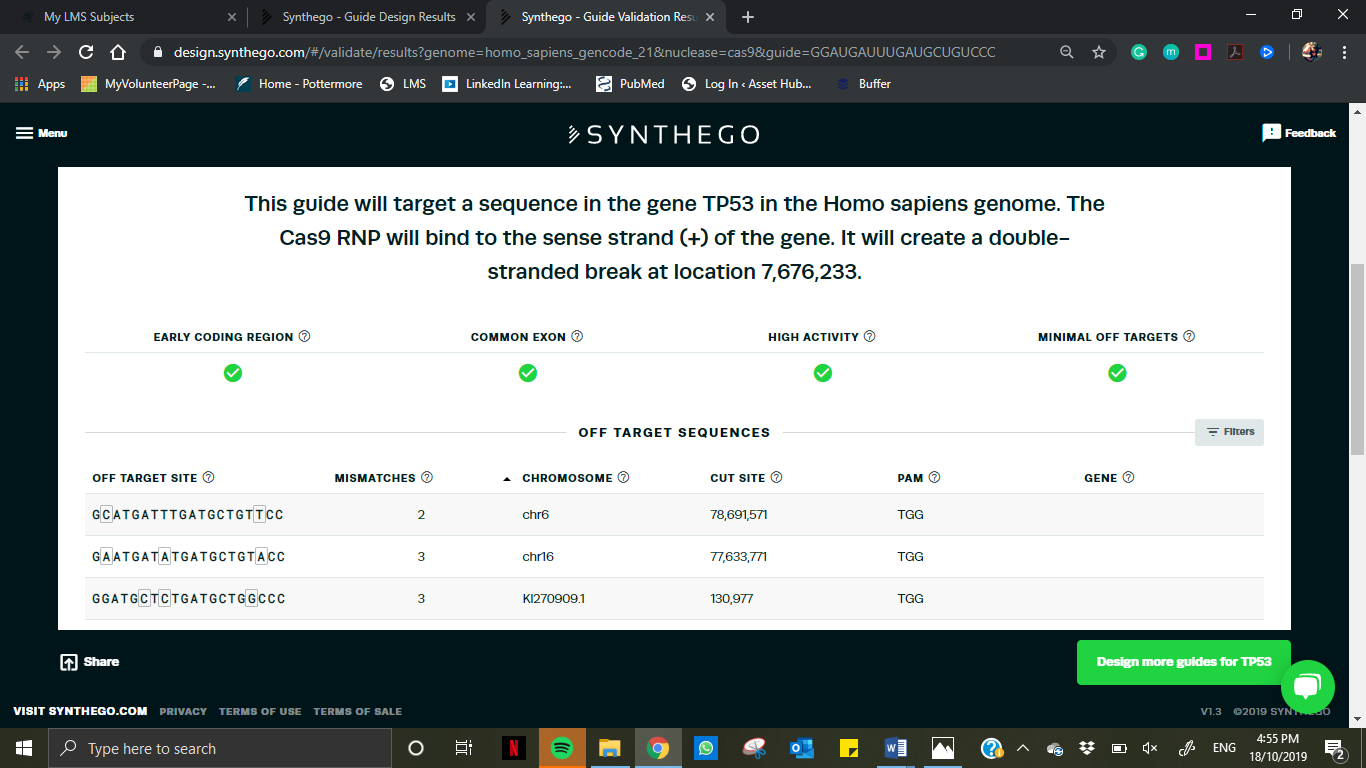 My LMS Subjects
Synthego - Guide Design Results
Synthego - Guide Validation Resu
design.synthego.com/#/validate/results?genome=homo_sapiens_gencode_21&nuclease=cas9&guide=GGAUGAUUUGAUGCUGUCCC
Apps
MyVolunteerPage -...
Home - Pottermore
LMS
LinkedIn Learning:...
PubMed
Log In ‹ Asset Hub...
Buffer
Menu
SYNTHEGO
Feedback
This guide will target a sequence in the gene TP53 in the Homo sapiens genome. The
Cas9 RNP will bind to the sense strand (+) of the gene. It will create a double-
stranded break at location 7,676,233.
EARLY CODING REGION ? COMMON EXON ? HIGH ACTIVITY ? MINIMAL OFF TARGETS ?
OFF TARGET SEQUENCES
Filters
OFF TARGET SITE ? MISMATCHES ? CHROMOSOME ? CUT SITE ? PAM ? GENE ?
GCATGATTTGATGCTGTTCC 2 chr6 78,691,571 TGG
GAATGATATGATGCTGTACC 3 chr16 77,633,771 TGG
GGATGCTCTGATGCTGGCCC 3 KI270909.1 130,977 TGG
Share
Design more guides for TP53
VISIT SYNTHEGO.COM PRIVACY TERMS OF USE TERMS OF SALE
V1.3 ©2019 SYNTHEGO
Type here to search
ENG
4:55 PM
18/10/2019
2